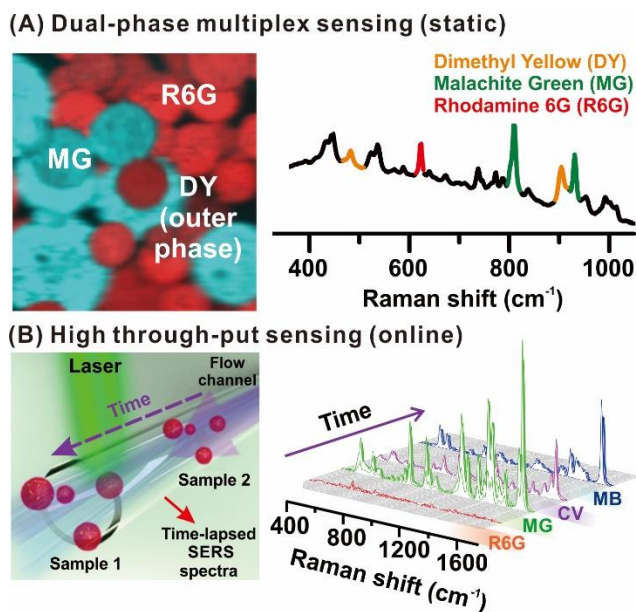 (A) Dual-phase multiplex sensing (static)
R6G
MG
DY
(outer
phase)
Dimethyl Yellow (DY)
Malachite Green (MG)
Rhodamine 6G (R6G)
400 600 800 1000
Raman shift (cm-1)
(B) High through-put sensing (online)
Laser
Flow
channel
Time
Sample 2
Sample 1
Time-lapsed
SERS
spectra
Time
MB
CV
MG
R6G
400 800 1200 1600
Raman shift (cm-1)